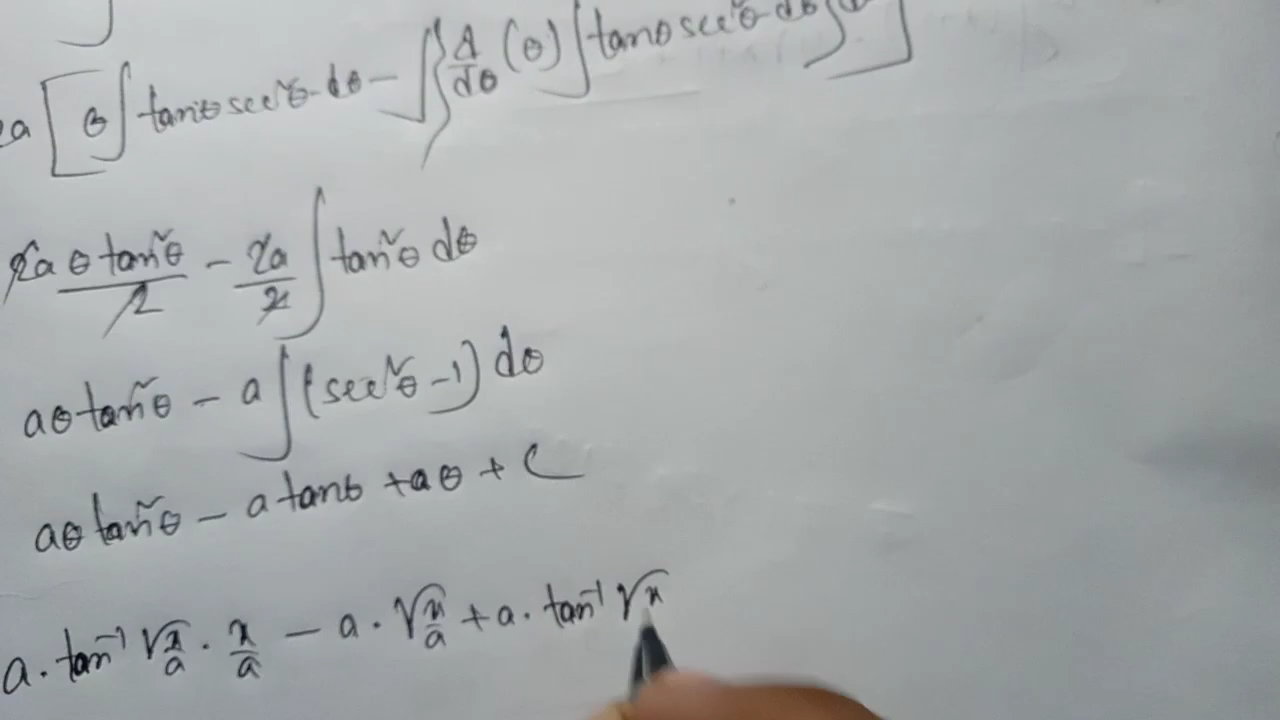 2a [ θ ∫ tanθ sec²θ dθ - ∫ { d/dθ (θ) ∫ tanθ sec²θ dθ } ]
2a θ tan²θ / 2 - 2a/2 ∫ tan²θ dθ
aθ tan²θ - a ∫ (sec²θ - 1) dθ
aθ tan²θ - a tanθ + aθ + c
a · tan⁻¹ √x/a · x/a - a · √x/a + a · tan⁻¹ √x